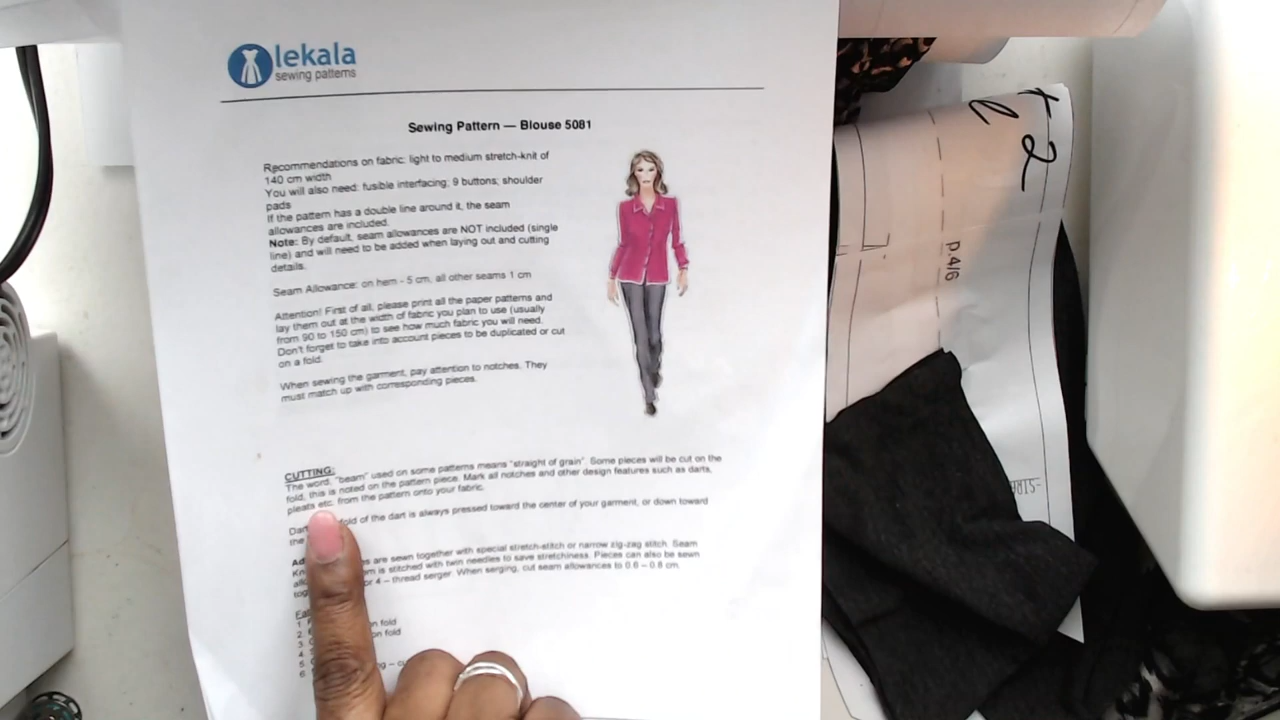 lekala
sewing patterns
Sewing Pattern — Blouse 5081
Recommendations on fabric: light to medium stretch-knit of
140 cm width
You will also need: fusible interfacing; 9 buttons; shoulder
pads
If the pattern has a double line around it, the seam
allowances are included.
Note: By default, seam allowances are NOT included (single
line) and will need to be added when laying out and cutting
details.
Seam Allowance: on hem - 5 cm, all other seams 1 cm
Attention! First of all, please print all the paper patterns and
lay them out at the width of fabric you plan to use (usually
from 90 to 150 cm) to see how much fabric you will need.
Don't forget to take into account pieces to be duplicated or cut
on a fold.
When sewing the garment, pay attention to notches. They
must match up with corresponding pieces.
CUTTING:
The word, "beam" used on some patterns means "straight of grain". Some pieces will be cut on the
fold, this is noted on the pattern piece. Mark all notches and other design features such as darts,
pleats etc. from the pattern onto your fabric.
fold of the dart is always pressed toward the center of your garment, or down toward
the
are sewn together with special stretch-stitch or narrow zig-zag stitch. Seam
is stitched with twin needles to save stretchiness. Pieces can also be sewn
or 4 – thread serger. When serging, cut seam allowances to 0.6 – 0.8 cm.
1.
on fold
2.
on fold
3.
4.
5.
6
2
p.4/6